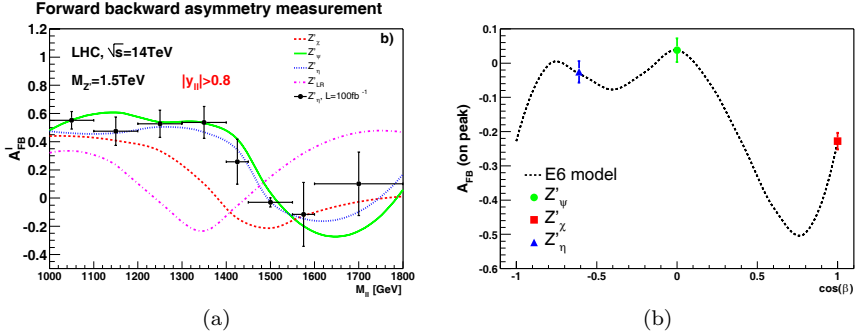 Forward backward asymmetry measurement
b)
LHC, √s=14TeV
M_Z'=1.5TeV |y_ll|>0.8
Z'_χ
Z'_ψ
Z'_η
Z'_LR
Z'_η, L=100fb⁻¹
A^l_FB
1.2
1
0.8
0.6
0.4
0.2
0
-0.2
-0.4
1000 1100 1200 1300 1400 1500 1600 1700 1800
M_ll [GeV]
(a)
A_FB (on peak)
0.1
0
-0.1
-0.2
-0.3
-0.4
-0.5
-0.6
E6 model
Z'_ψ
Z'_χ
Z'_η
-1 -0.5 0 0.5 1
cos(β)
(b)